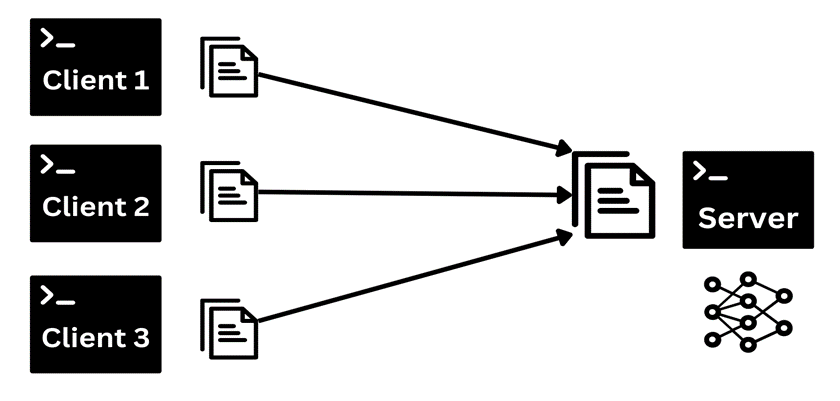 >_
Client 1
>_
Client 2
>_
Server
>_
Client 3